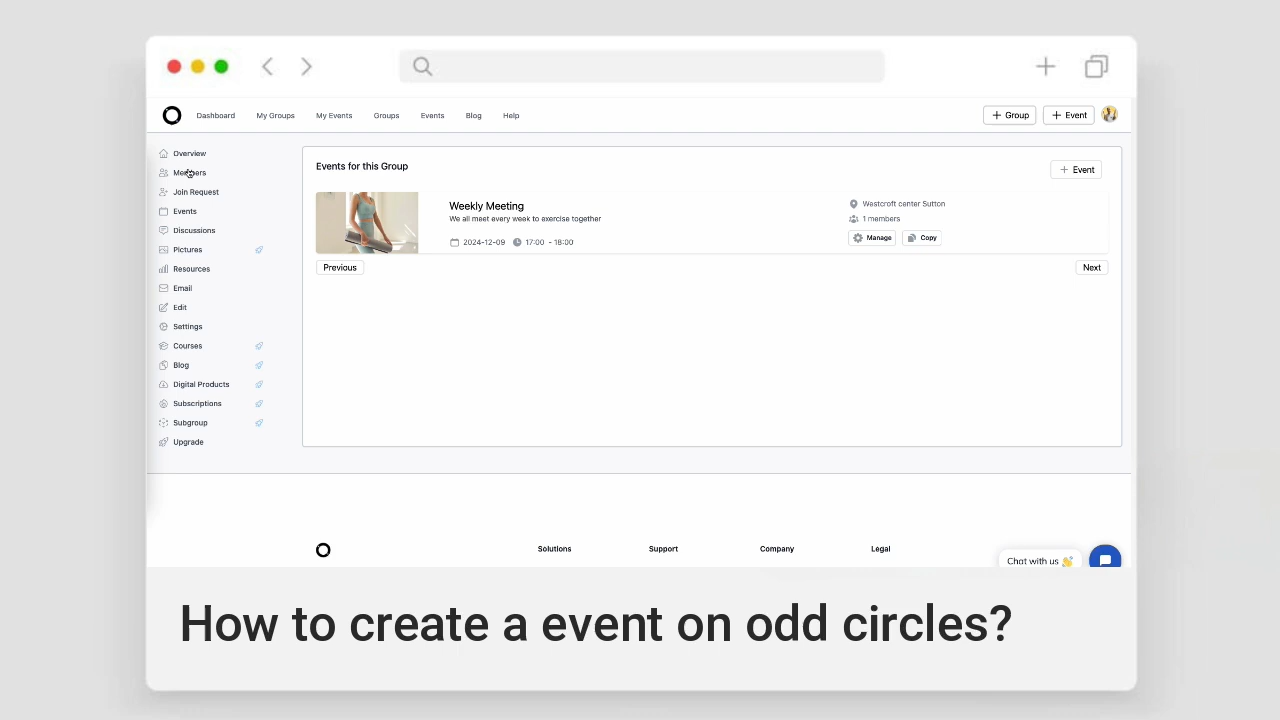 Dashboard My Groups My Events Groups Events Blog Help + Group + Event
Overview
Members
Join Request
Events
Discussions
Pictures
Resources
Email
Edit
Settings
Courses
Blog
Digital Products
Subscriptions
Subgroup
Upgrade
Events for this Group
+ Event
Weekly Meeting
We all meet every week to exercise together
2024-12-09 17:00 - 18:00
Westcroft center Sutton
1 members
Manage Copy
Previous Next
Solutions Support Company Legal
Chat with us 👋
How to create a event on odd circles?